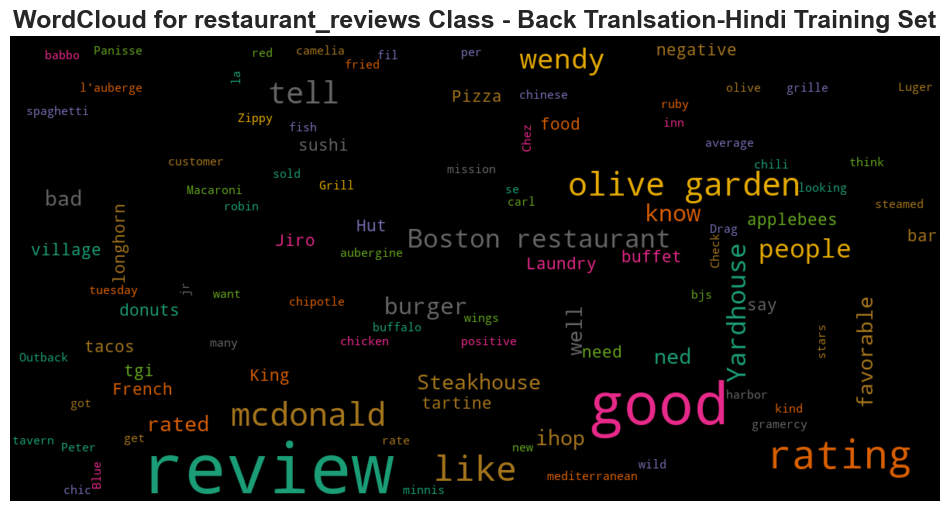 WordCloud for restaurant_reviews Class - Back Tranlsation-Hindi Training Set
babbo
Panisse
red
camelia
fried
fil
per
wendy
negative
l'auberge
la
tell
Pizza
chinese
olive
grille
Luger
spaghetti
Zippy
fish
sushi
Chez
food
ruby
inn
average
customer
sold
Grill
mission
chili
think
bad
Macaroni
robin
se
carl
olive garden
looking
steamed
longhorn
Hut
know
Drag
applebees
bar
village
Jiro
aubergine
Boston restaurant
Laundry
buffet
Check
people
tuesday
jr
want
chipotle
burger
bjs
Yardhouse
say
donuts
buffalo
wings
well
stars
favorable
Outback
tacos
many
chicken
positive
need
ned
tgi
French
King
Steakhouse
harbor
got
rated
mcdonald
tartine
good
kind
gramercy
tavern
Peter
get
rate
new
ihop
Blue
chic
review
like
minnis
mediterranean
wild
rating